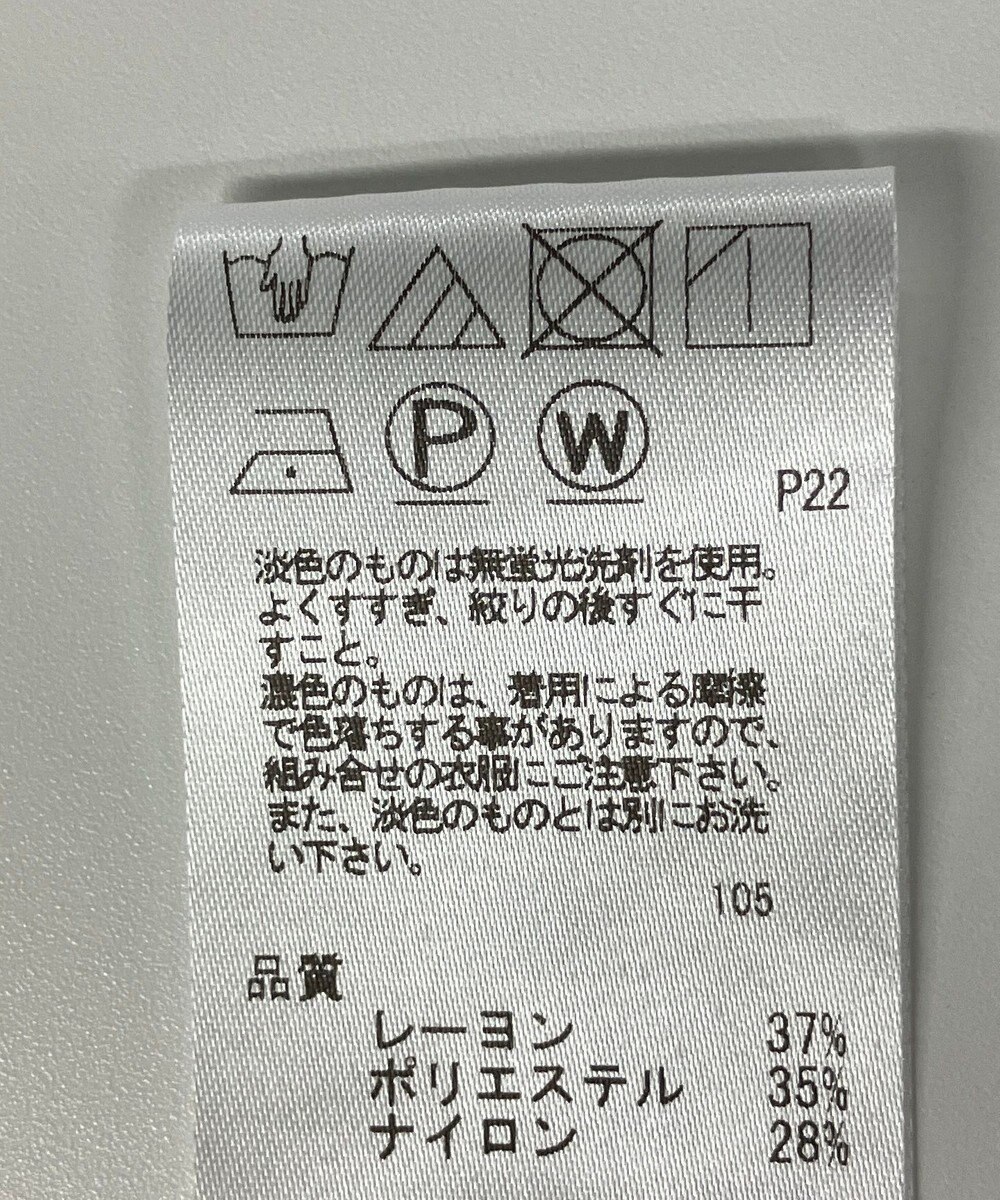 P W
P22
淡色のものは無蛍光洗剤を使用。
よくすすぎ、絞りの後すぐに干
すこと。
濃色のものは、着用による摩擦
で色落ちする事がありますので、
組み合せの衣服にご注意下さい。
また、淡色のものとは別にお洗
い下さい。
105
品質
レーヨン 37%
ポリエステル 35%
ナイロン 28%